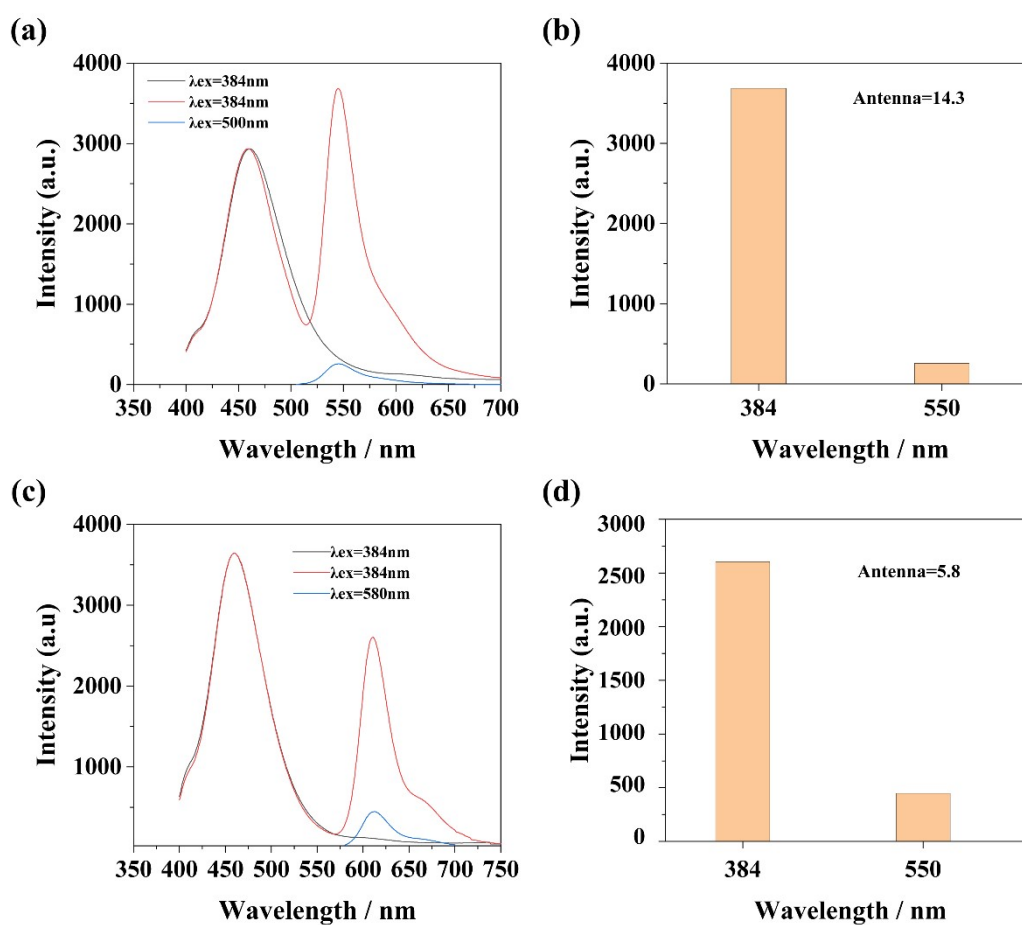 (a)
4000
3000
2000
1000
0
Intensity (a.u.)
λex=384nm
λex=384nm
λex=500nm
350 400 450 500 550 600 650 700
Wavelength / nm
(b)
4000
3000
2000
1000
0
Intensity (a.u.)
Antenna=14.3
384 550
Wavelength / nm
(c)
4000
3000
2000
1000
Intensity (a.u)
λex=384nm
λex=384nm
λex=580nm
350 400 450 500 550 600 650 700 750
Wavelength / nm
(d)
3000
2500
2000
1500
1000
500
0
Intensity (a.u.)
Antenna=5.8
384 550
Wavelength / nm